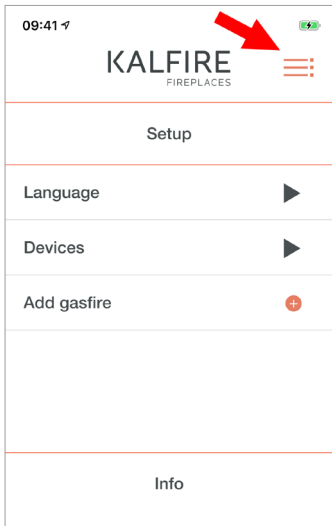 09:41
KALFIRE
FIREPLACES
Setup
Language
Devices
Add gasfire
Info